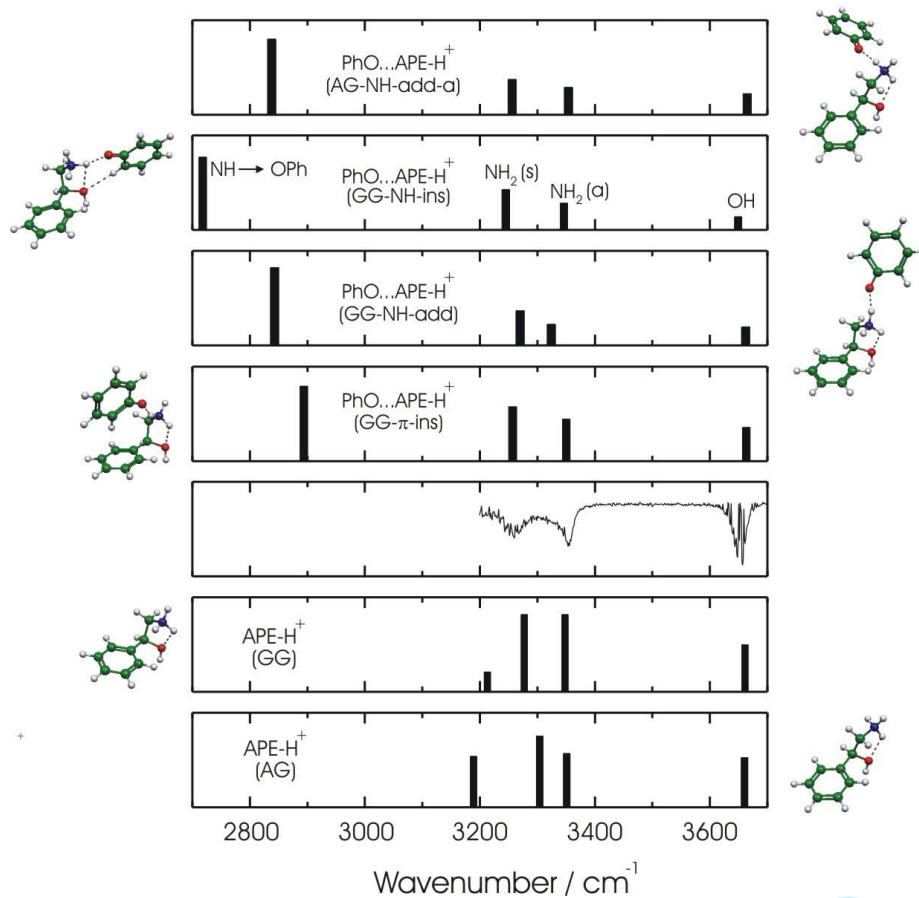 PhO...APE-H+
(AG-NH-add-a)
NH→OPh
PhO...APE-H+
(GG-NH-ins)
NH2(s)
NH2(a)
OH
PhO...APE-H+
(GG-NH-add)
PhO...APE-H+
(GG-π-ins)
APE-H+
(GG)
APE-H+
(AG)
+
2800 3000 3200 3400 3600
Wavenumber / cm-1